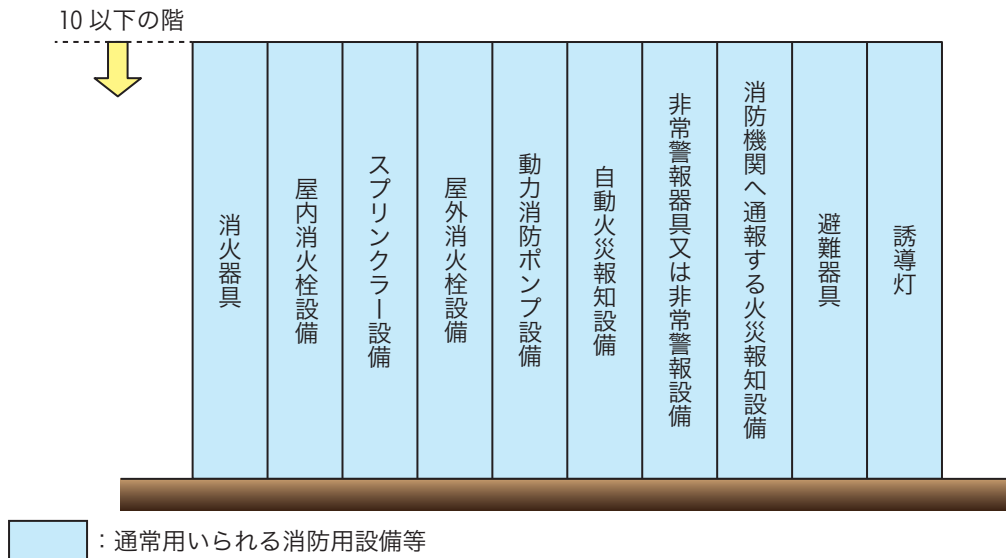 10 以下の階
消火器具
屋内消火栓設備
スプリンクラー設備
屋外消火栓設備
動力消防ポンプ設備
自動火災報知設備
非常警報器具又は非常警報設備
消防機関へ通報する火災報知設備
避難器具
誘導灯
：通常用いられる消防用設備等